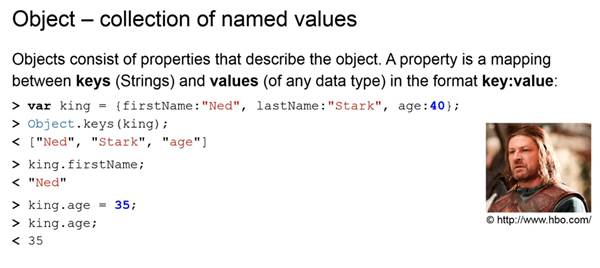 Object – collection of named values
Objects consist of properties that describe the object. A property is a mapping
between keys (Strings) and values (of any data type) in the format key:value:
> var king = {firstName:"Ned", lastName:"Stark", age:40};
> Object.keys(king);
< ["Ned", "Stark", "age"]
> king.firstName;
< "Ned"
> king.age = 35;
> king.age;
< 35
© http://www.hbo.com/